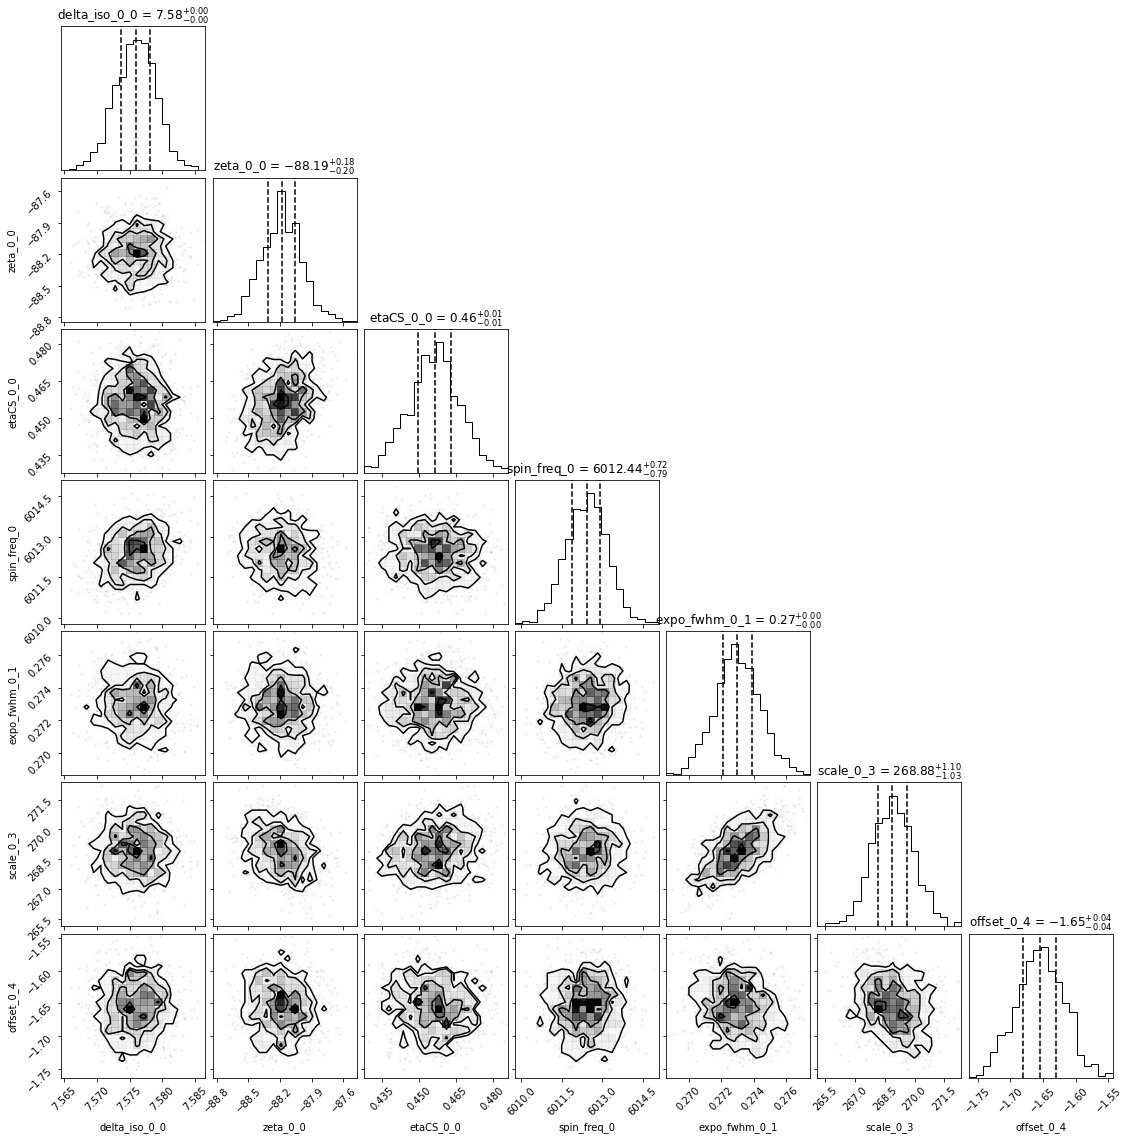 delta_iso_0_0 = 7.58+0.00−0.00
zeta_0_0 = −88.19+0.18−0.20
−87.6
−87.9
−88.2
−88.5
−88.8
zeta_0_0
etaCS_0_0 = 0.46+0.01−0.01
0.480
0.465
0.450
0.435
etaCS_0_0
spin_freq_0 = 6012.44+0.72−0.79
6014.5
6013.0
6011.5
6010.0
spin_freq_0
expo_fwhm_0_1 = 0.27+0.00−0.00
0.276
0.274
0.272
0.270
expo_fwhm_0_1
scale_0_3 = 268.88+1.10−1.03
271.5
270.0
268.5
267.0
265.5
scale_0_3
offset_0_4 = −1.65+0.04−0.04
−1.55
−1.60
−1.65
−1.70
−1.75
offset_0_4
7.565 7.570 7.575 7.580 7.585
−88.8 −88.5 −88.2 −87.9 −87.6
0.435 0.450 0.465 0.480
6010.0 6011.5 6013.0 6014.5
0.270 0.272 0.274 0.276
265.5 267.0 268.5 270.0 271.5
−1.75 −1.70 −1.65 −1.60 −1.55
delta_iso_0_0 zeta_0_0 etaCS_0_0 spin_freq_0 expo_fwhm_0_1 scale_0_3 offset_0_4